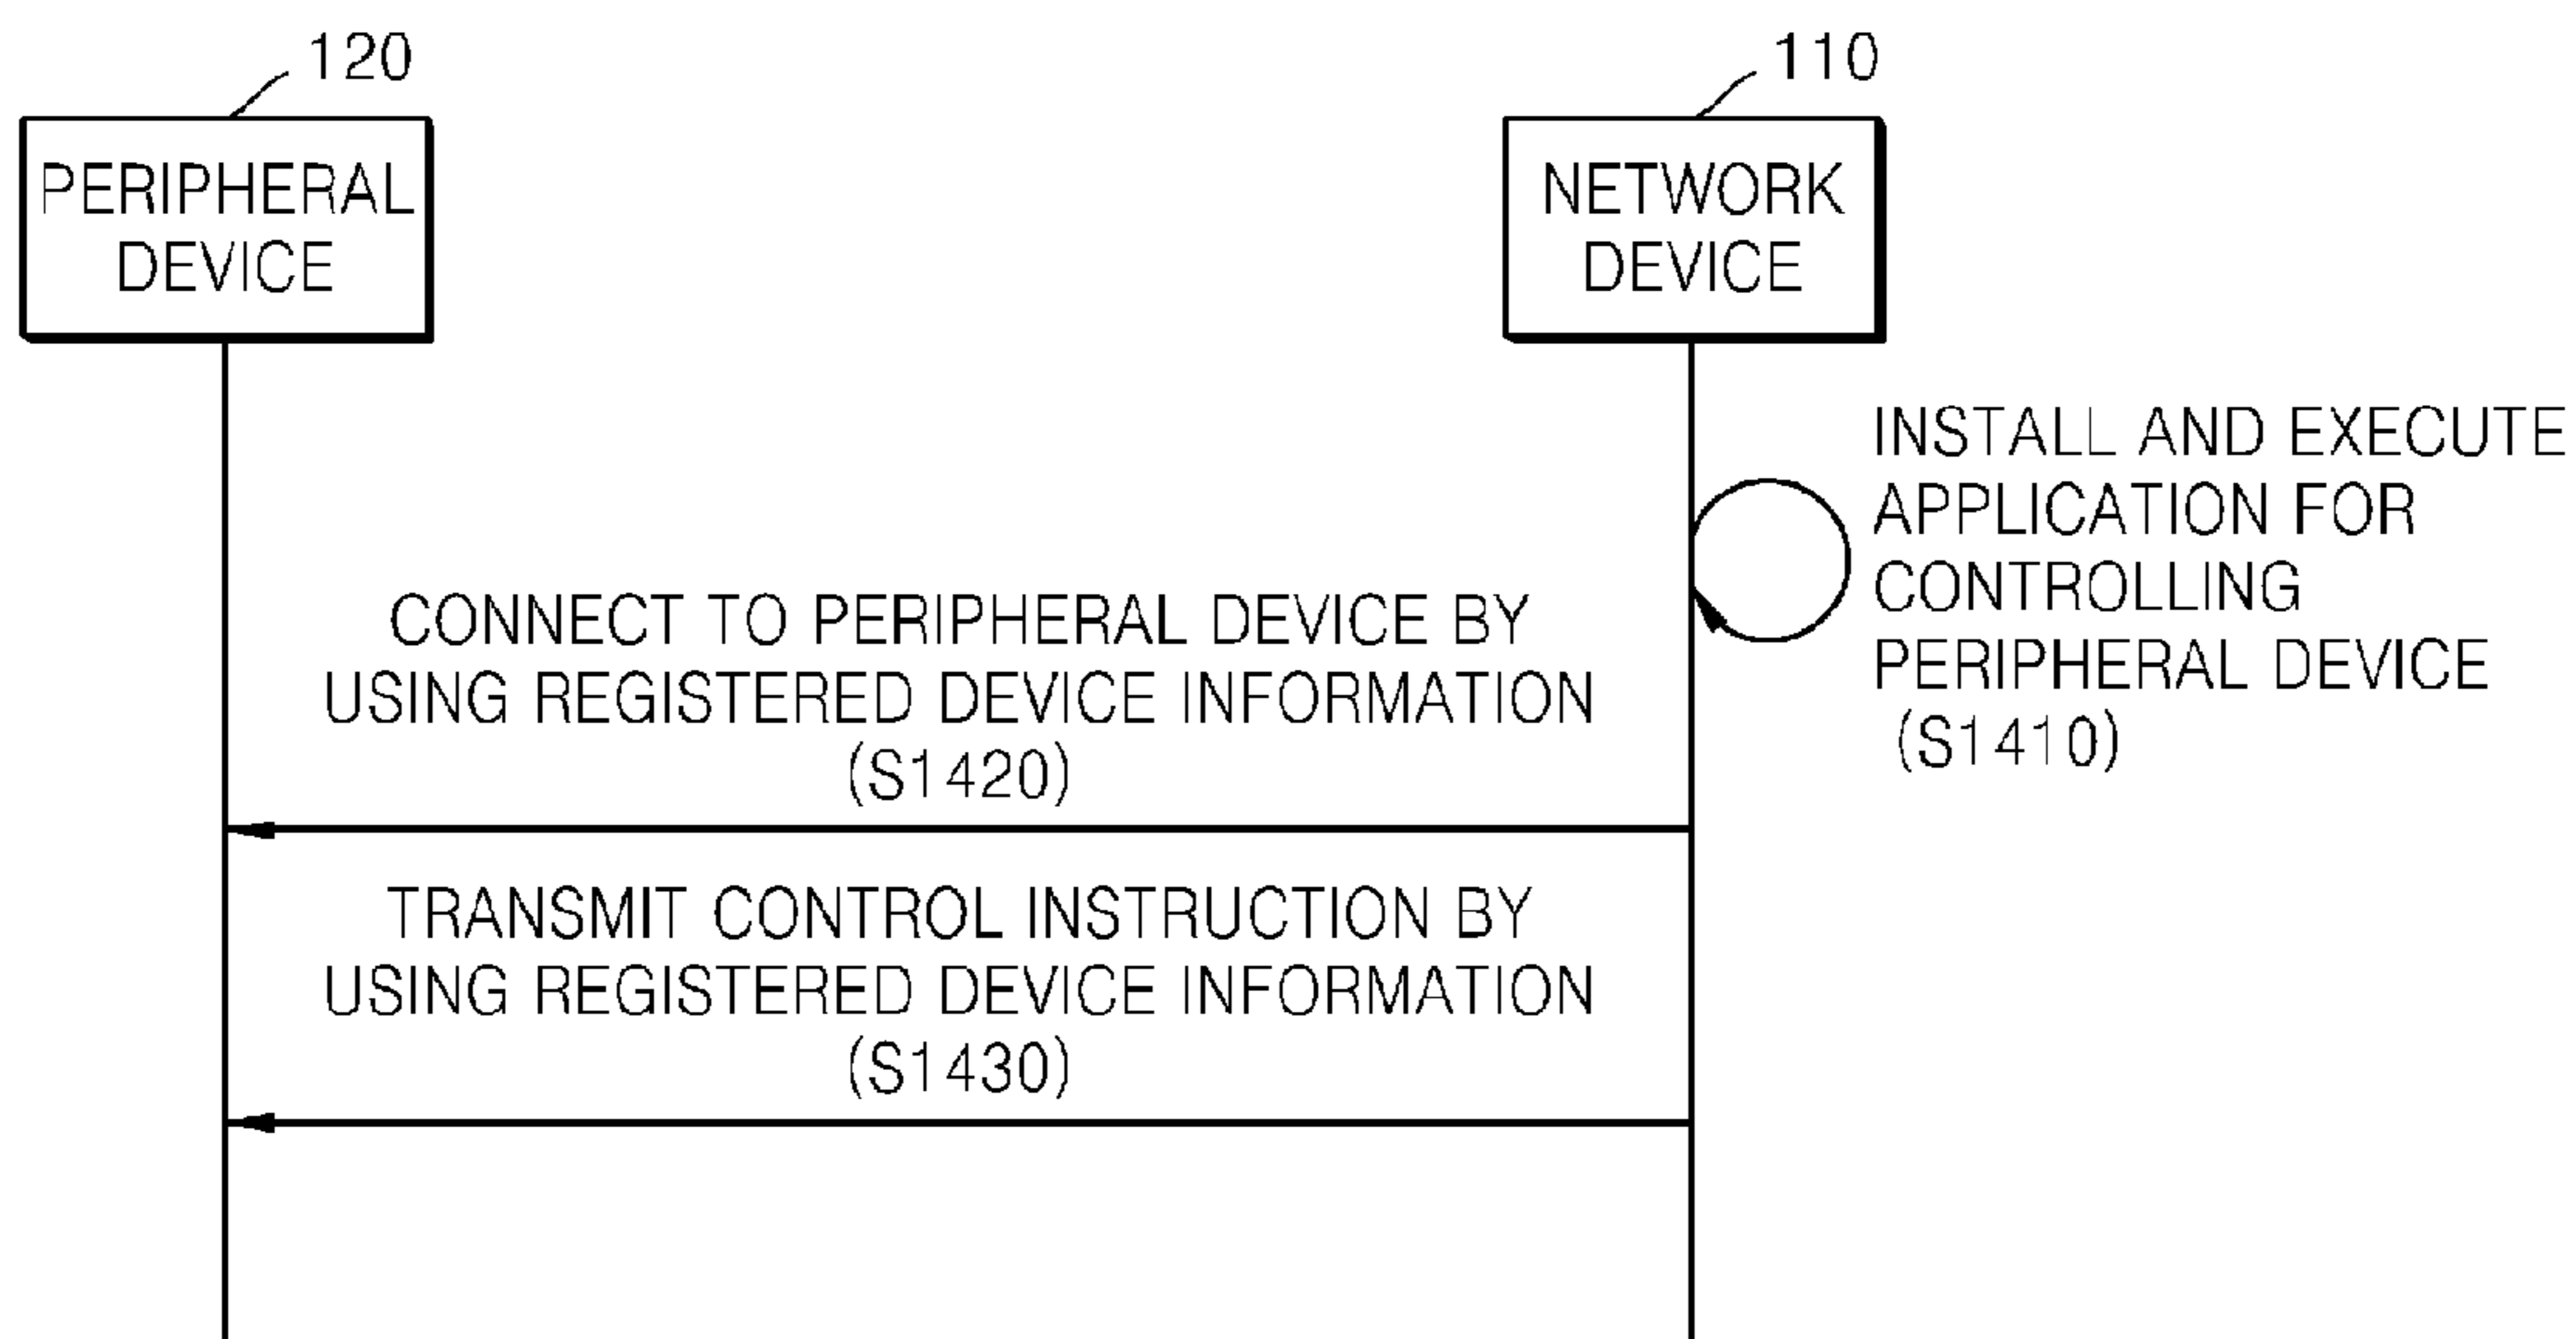 120
110
PERIPHERAL
DEVICE
NETWORK
DEVICE
INSTALL AND EXECUTE
APPLICATION FOR
CONTROLLING
PERIPHERAL DEVICE
(S1410)
CONNECT TO PERIPHERAL DEVICE BY
USING REGISTERED DEVICE INFORMATION
(S1420)
TRANSMIT CONTROL INSTRUCTION BY
USING REGISTERED DEVICE INFORMATION
(S1430)